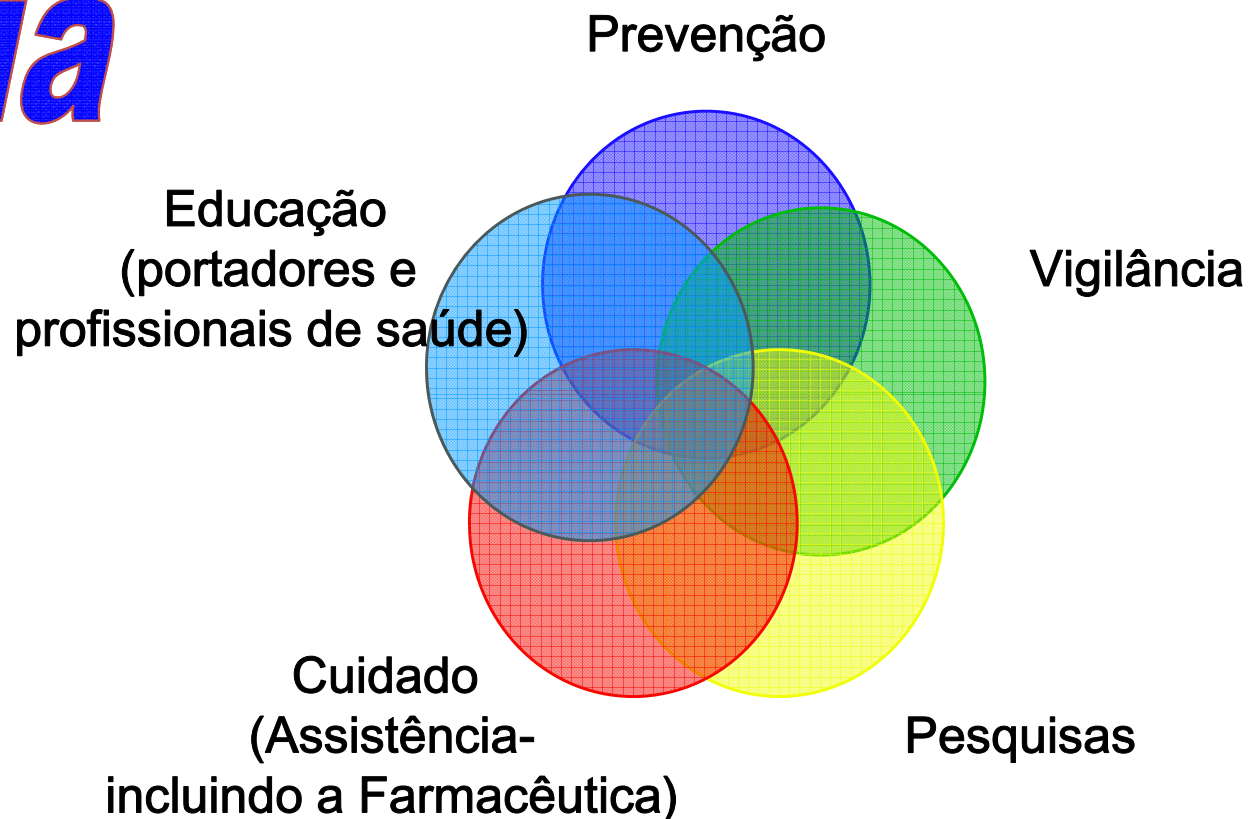 Prevenção
Educação
(portadores e
profissionais de saúde)
Vigilância
Cuidado
(Assistência-
incluindo a Farmacêutica)
Pesquisas